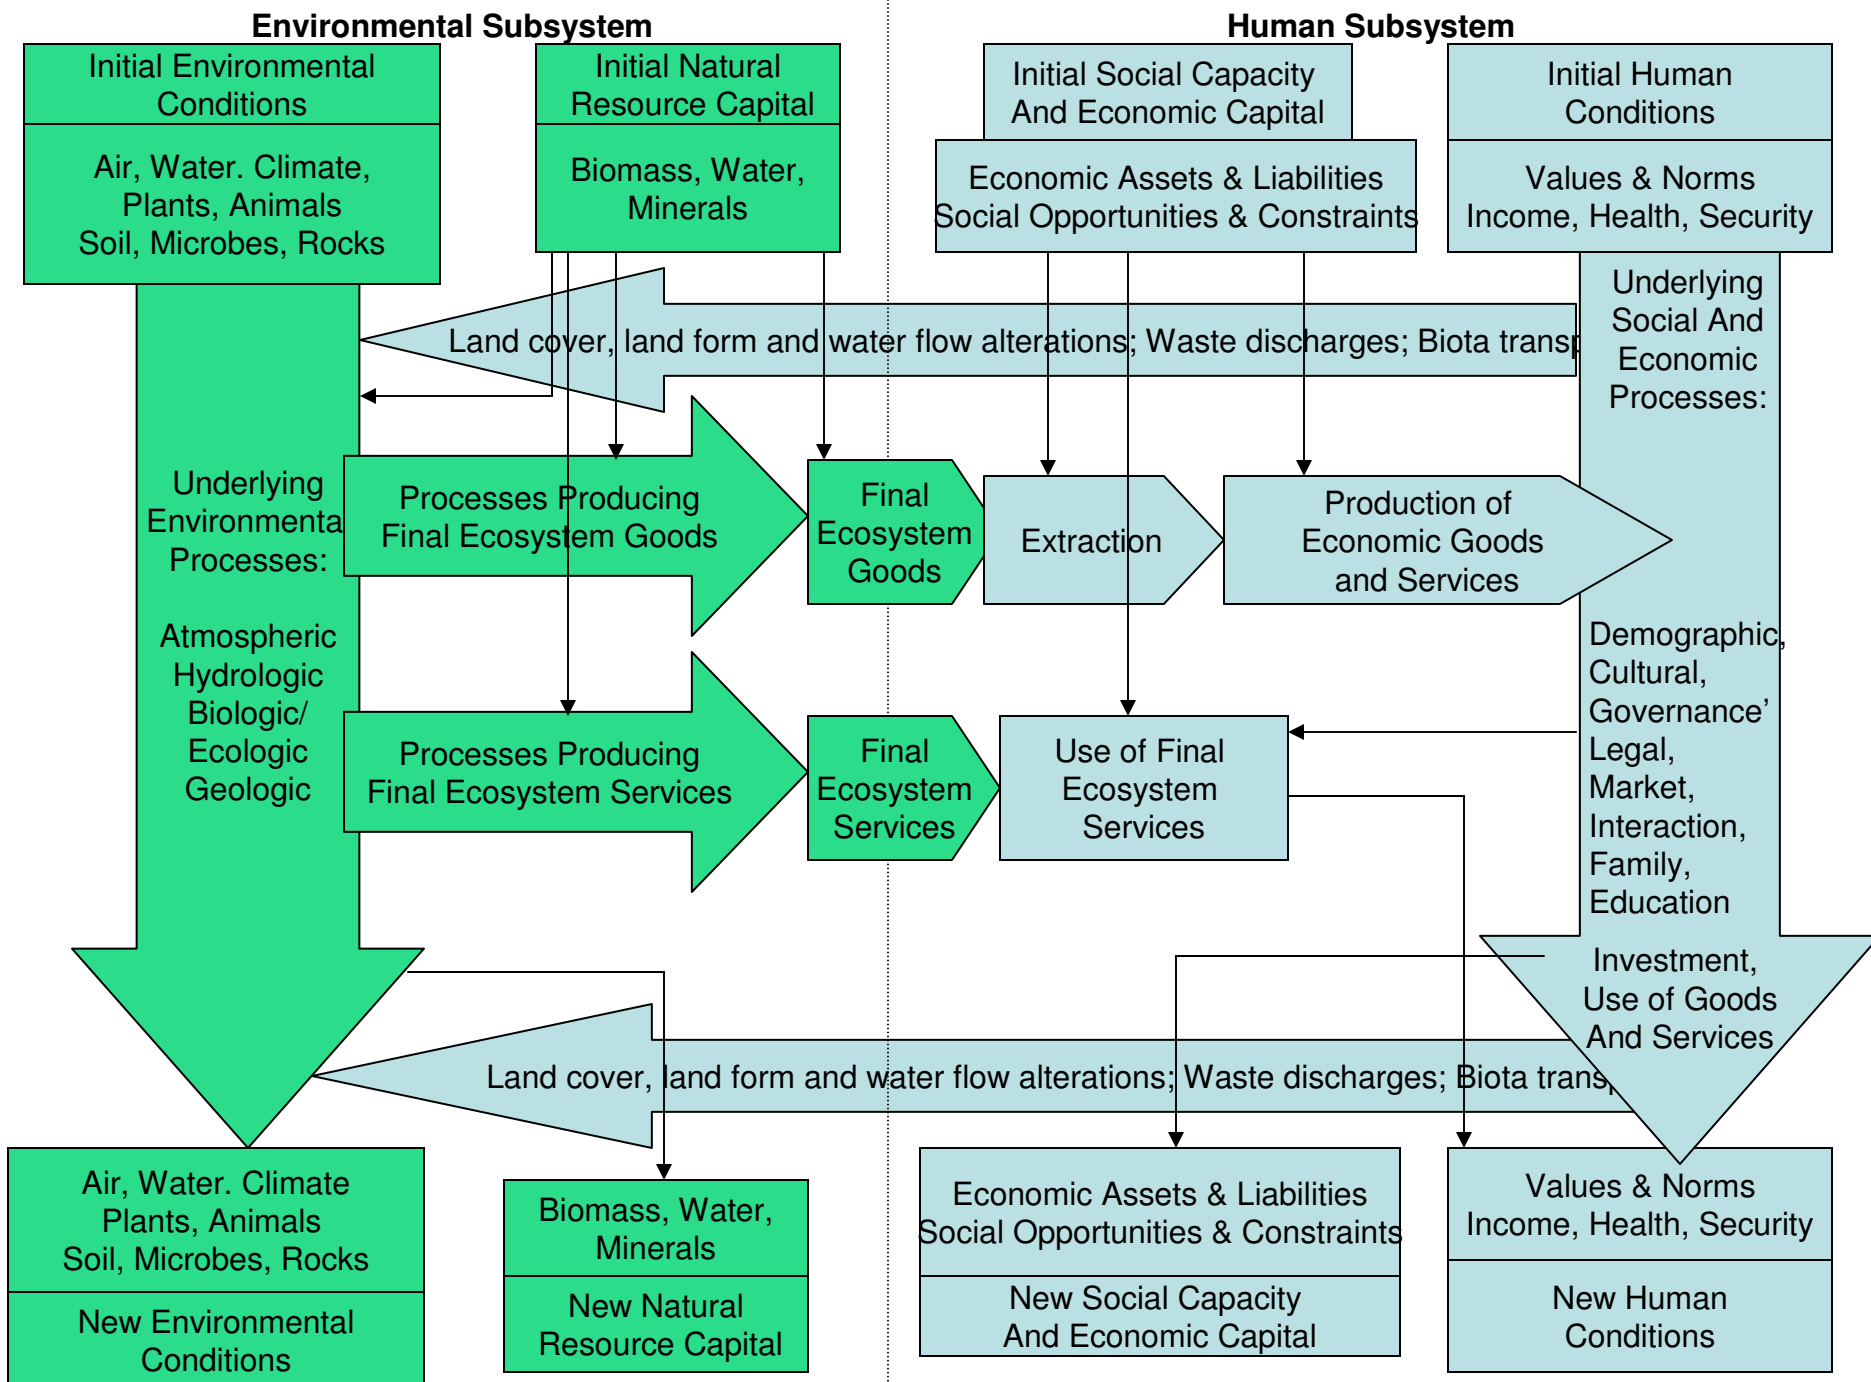 Environmental Subsystem
Human Subsystem
Initial Environmental
Conditions
Air, Water. Climate,
Plants, Animals
Soil, Microbes, Rocks
Initial Natural
Resource Capital
Biomass, Water,
Minerals
Initial Social Capacity
And Economic Capital
Economic Assets & Liabilities
Social Opportunities & Constraints
Initial Human
Conditions
Values & Norms
Income, Health, Security
Land cover, land form and water flow alterations; Waste discharges; Biota transp
Underlying
Social And
Economic
Processes:
Underlying
Environmenta
Processes:
Atmospheric
Hydrologic
Biologic/
Ecologic
Geologic
Processes Producing
Final Ecosystem Goods
Final
Ecosystem
Goods
Extraction
Production of
Economic Goods
and Services
Processes Producing
Final Ecosystem Services
Final
Ecosystem
Services
Use of Final
Ecosystem
Services
Demographic,
Cultural,
Governance’
Legal,
Market,
Interaction,
Family,
Education
Investment,
Use of Goods
And Services
Land cover, land form and water flow alterations; Waste discharges; Biota transp
Air, Water. Climate
Plants, Animals
Soil, Microbes, Rocks
New Environmental
Conditions
Biomass, Water,
Minerals
New Natural
Resource Capital
Economic Assets & Liabilities
Social Opportunities & Constraints
New Social Capacity
And Economic Capital
Values & Norms
Income, Health, Security
New Human
Conditions